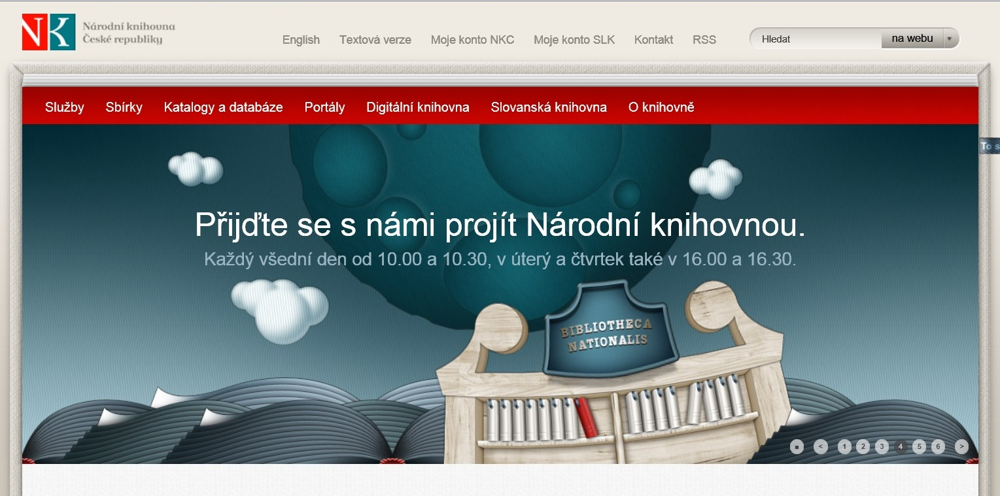 NK
Národní knihovna
České republiky
English Textová verze Moje konto NKC Moje konto SLK Kontakt RSS
Hledat na webu
Služby Sbírky Katalogy a databáze Portály Digitální knihovna Slovanská knihovna O knihovně
To s
Přijďte se s námi projít Národní knihovnou.
Každý všední den od 10.00 a 10.30, v úterý a čtvrtek také v 16.00 a 16.30.
BIBLIOTHECA
NATIONALIS
< 1 2 3 4 5 6 >